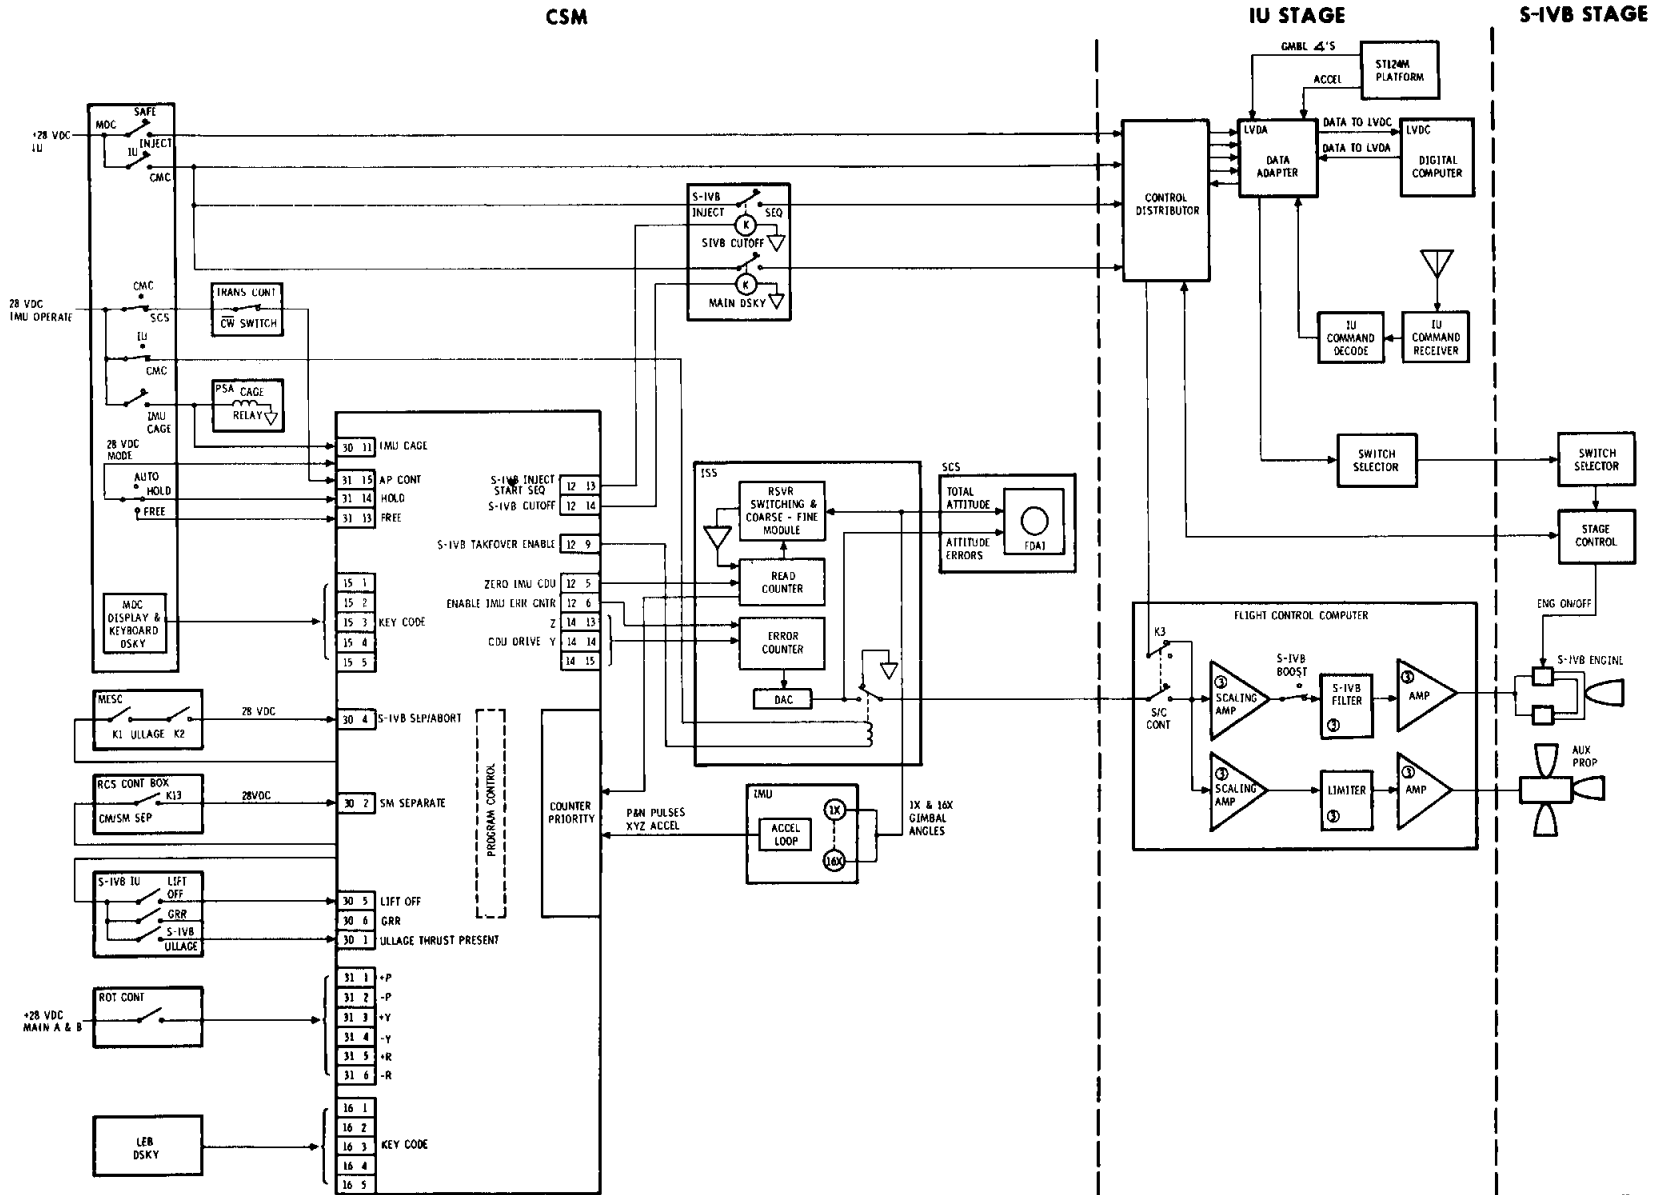 CSM
IU STAGE
S-IVB STAGE
GMBL ∡'S
ST124M
PLATFORM
ACCEL
+28 VDC
IU
MDC
SAFE
INJECT
IU
CMC
S-IVB
INJECT
SEQ
K
SIVB CUTOFF
K
MAIN DSKY
CONTROL
DISTRIBUTOR
LVDA
DATA
ADAPTER
DATA TO LVDC
DATA TO LVDA
LVDC
DIGITAL
COMPUTER
28 VDC
IMU OPERATE
CMC
SCS
TRANS CONT
CW SWITCH
IU
CMC
IMU
CAGE
PSA CAGE
RELAY
IU
COMMAND
DECODE
IU
COMMAND
RECEIVER
28 VDC
MODE
AUTO
HOLD
FREE
30 11 IMU CAGE
31 15 AP CONT
31 14 HOLD
31 13 FREE
S-IVB INJECT
START SEQ
12 13
S-IVB CUTOFF 12 14
S-IVB TAKFOVER ENABLE 12 9
ZERO IMU CDU 12 5
ENABLE IMU ERR CNTR 12 6
Z 14 13
CDU DRIVE Y 14 14
14 15
15 1
15 2
15 3 KEY CODE
15 4
15 5
MDC
DISPLAY &
KEYBOARD
DSKY
ISS
RSVR
SWITCHING &
COARSE - FINE
MODULE
READ
COUNTER
ERROR
COUNTER
DAC
SCS
TOTAL
ATTITUDE
ATTITUDE
ERRORS
FDAI
SWITCH
SELECTOR
SWITCH
SELECTOR
STAGE
CONTROL
ENG ON/OFF
S-IVB ENGINE
FLIGHT CONTROL COMPUTER
K3
S/C
CONT
③
SCALING
AMP
S-IVB
BOOST
S-IVB
FILTER
③
③
AMP
③
SCALING
AMP
LIMITER
③
③
AMP
AUX
PROP
MESC
K1 ULLAGE K2
28 VDC
30 4 S-IVB SEP/ABORT
RCS CONT BOX
K13
CM/SM SEP
28VDC
30 2 SM SEPARATE
PROGRAM CONTROL
COUNTER
PRIORITY
P&N PULSES
XYZ ACCEL
IMU
ACCEL
LOOP
1X
16X
1X & 16X
GIMBAL
ANGLES
S-IVB IU
LIFT
OFF
GRR
S-IVB
ULLAGE
30 5 LIFT OFF
30 6 GRR
30 1 ULLAGE THRUST PRESENT
+28 VDC
MAIN A & B
ROT CONT
31 1 +P
31 2 -P
31 3 +Y
31 4 -Y
31 5 +R
31 6 -R
LEB
DSKY
16 1
16 2
16 3 KEY CODE
16 4
16 5